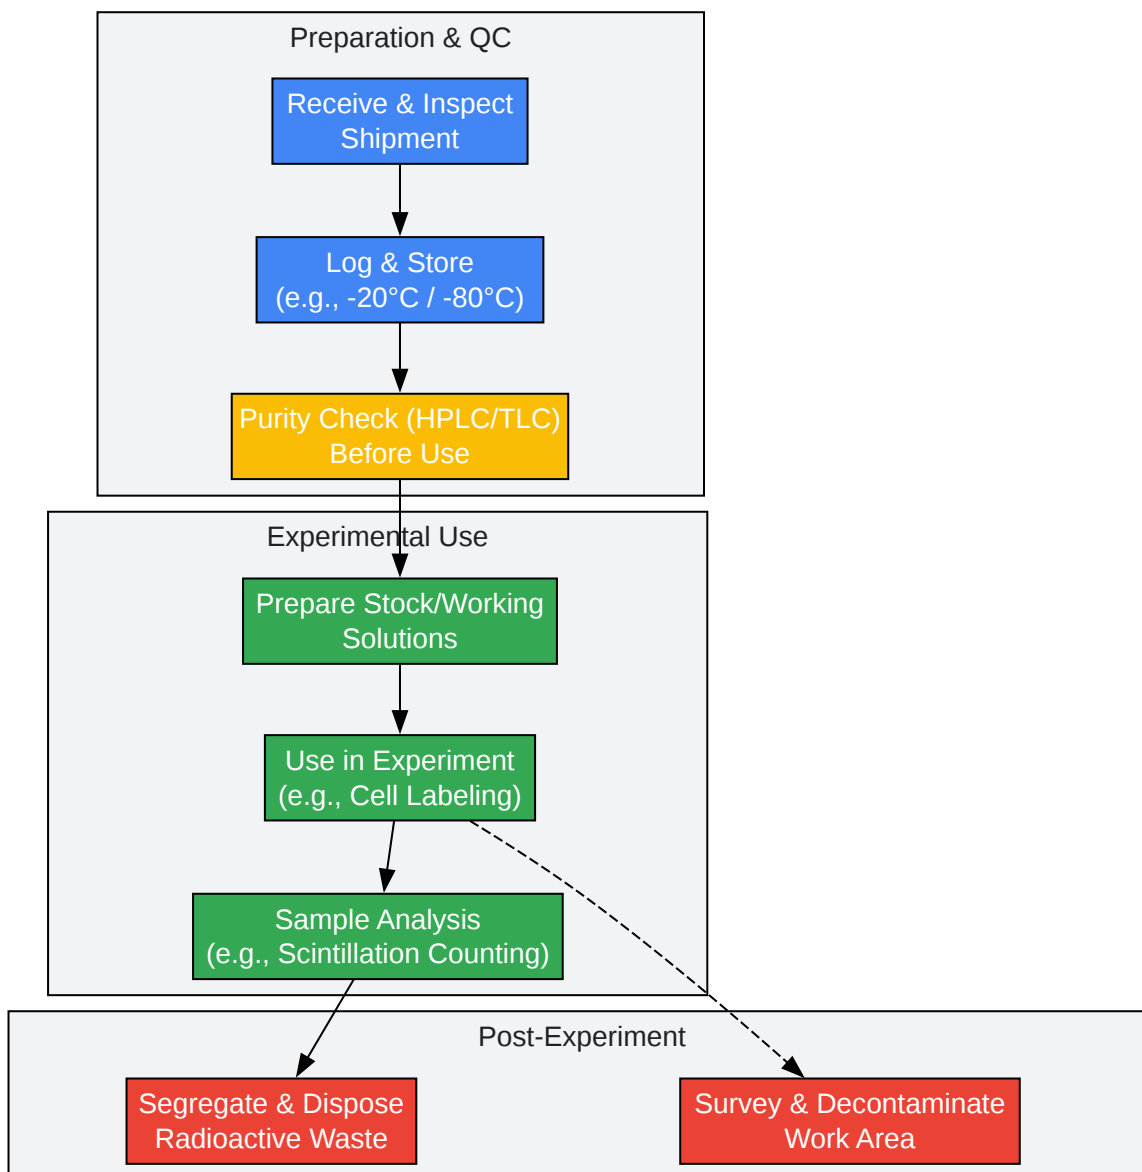 Preparation & QC
Receive & Inspect
Shipment
Log & Store
(e.g., -20°C / -80°C)
Purity Check (HPLC/TLC)
Before Use
Experimental Use
Prepare Stock/Working
Solutions
Use in Experiment
(e.g., Cell Labeling)
Sample Analysis
(e.g., Scintillation Counting)
Post-Experiment
Segregate & Dispose
Radioactive Waste
Survey & Decontaminate
Work Area